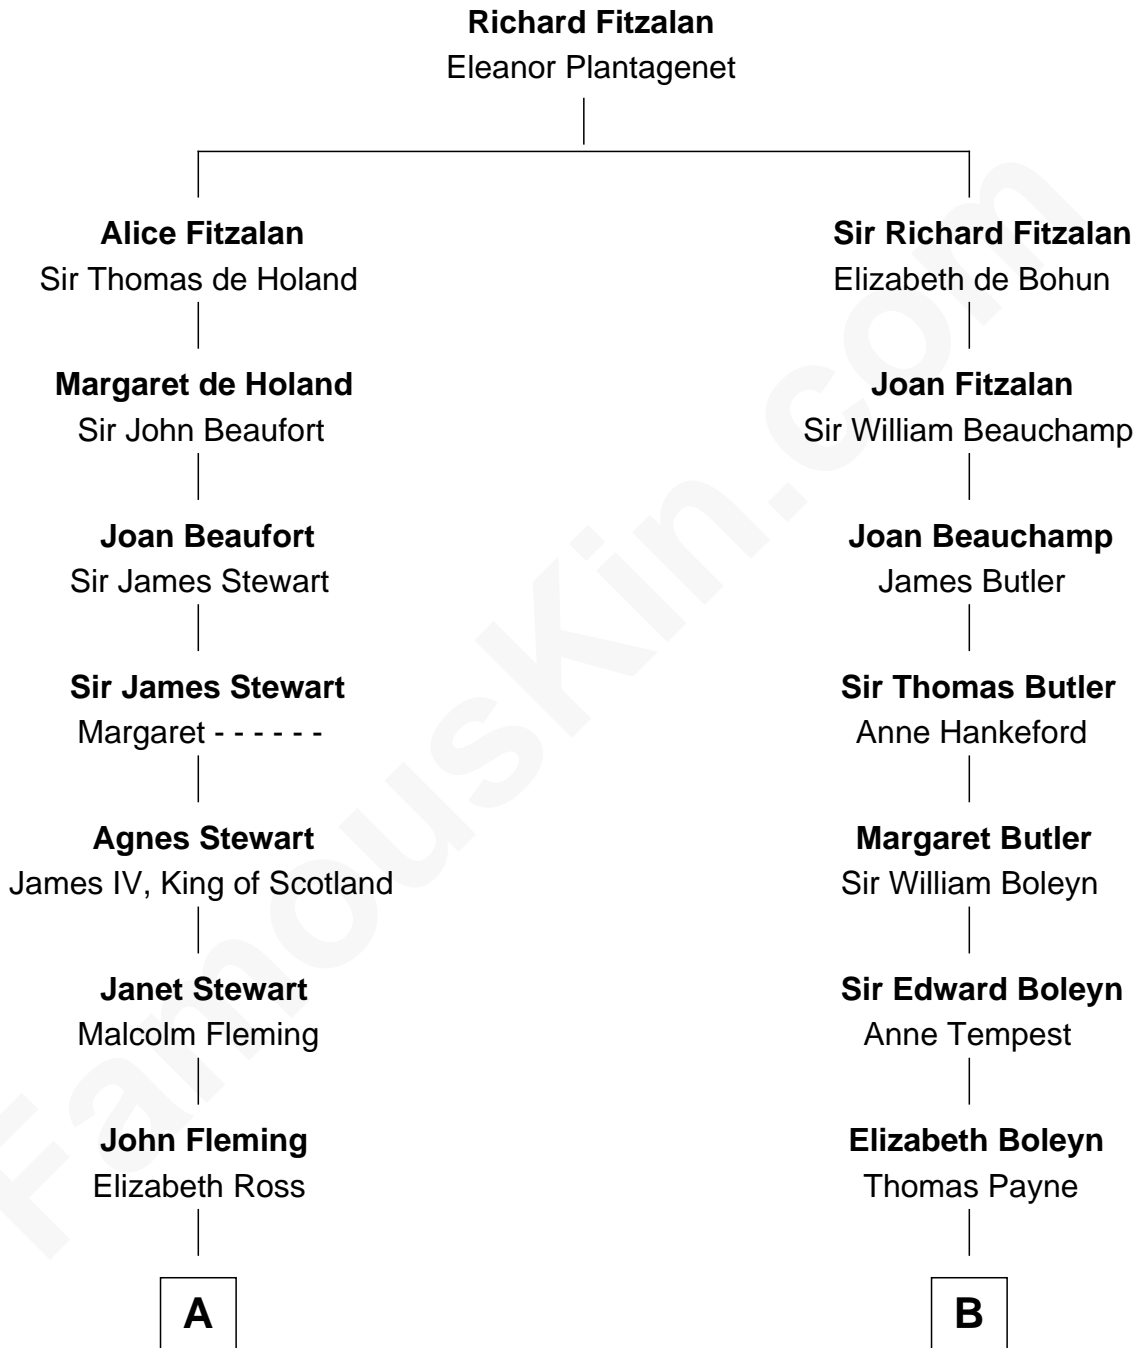 Richard Fitzalan
Eleanor Plantagenet
Alice Fitzalan
Sir Thomas de Holand
Sir Richard Fitzalan
Elizabeth de Bohun
Margaret de Holand
Sir John Beaufort
Joan Fitzalan
Sir William Beauchamp
Joan Beaufort
Sir James Stewart
Joan Beauchamp
James Butler
Sir James Stewart
Margaret - - - - - -
Sir Thomas Butler
Anne Hankeford
Agnes Stewart
James IV, King of Scotland
Margaret Butler
Sir William Boleyn
Janet Stewart
Malcolm Fleming
Sir Edward Boleyn
Anne Tempest
John Fleming
Elizabeth Ross
Elizabeth Boleyn
Thomas Payne
A
B
FamousKin.com